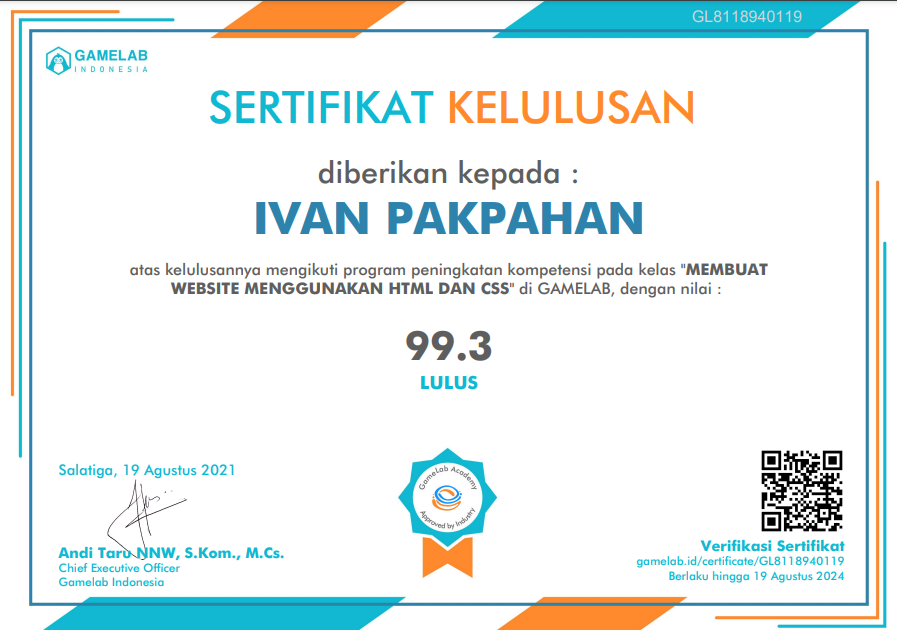 GL8118940119
GAMELAB
INDONESIA
SERTIFIKAT KELULUSAN
diberikan kepada :
IVAN PAKPAHAN
atas kelulusannya mengikuti program peningkatan kompetensi pada kelas "MEMBUAT
WEBSITE MENGGUNAKAN HTML DAN CSS" di GAMELAB, dengan nilai :
99.3
LULUS
Salatiga, 19 Agustus 2021
Andi Taru NNW, S.Kom., M.Cs.
Chief Executive Officer
Gamelab Indonesia
GameLab Academy
Approved by Industry
Verifikasi Sertifikat
gamelab.id/certificate/GL8118940119
Berlaku hingga 19 Agustus 2024